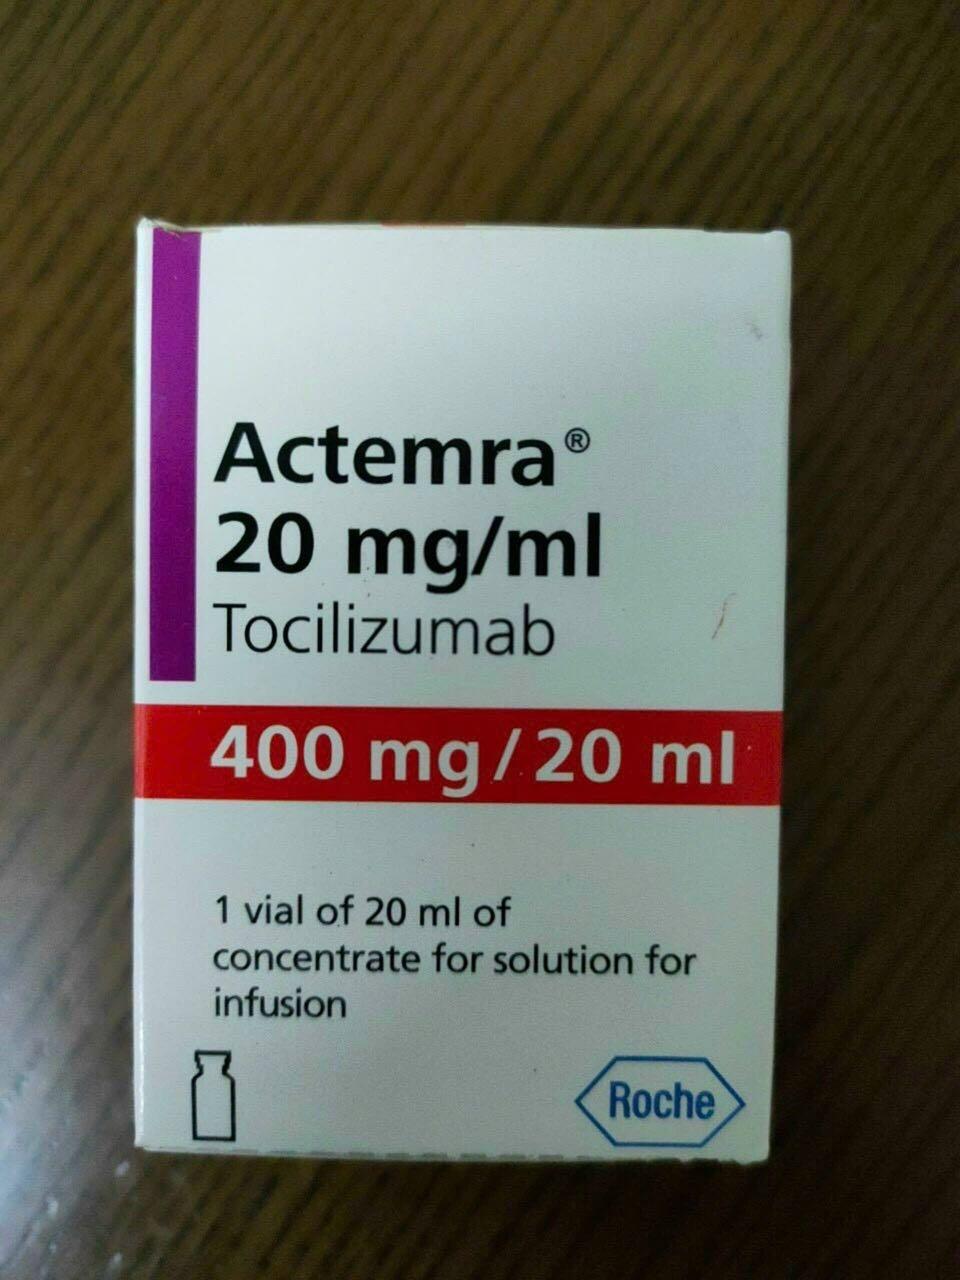 Actemra®
20 mg/ml
Tocilizumab
400 mg/20 ml
1 vial of 20 ml of
concentrate for solution for
infusion
Roche